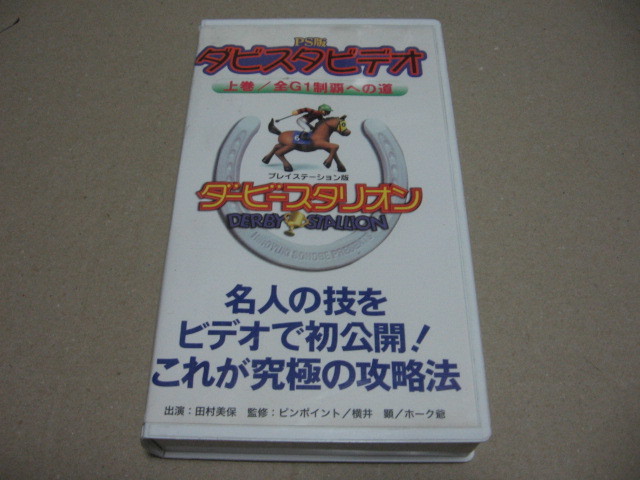 PS版
ダビスタビデオ
上巻/全G1制覇への道
プレイステーション版
ダービースタリオン
DERBY STALLION
名人の技を
ビデオで初公開!
これが究極の攻略法
出演:田村美保 監修:ピンポイント/横井 顕/ホーク爺